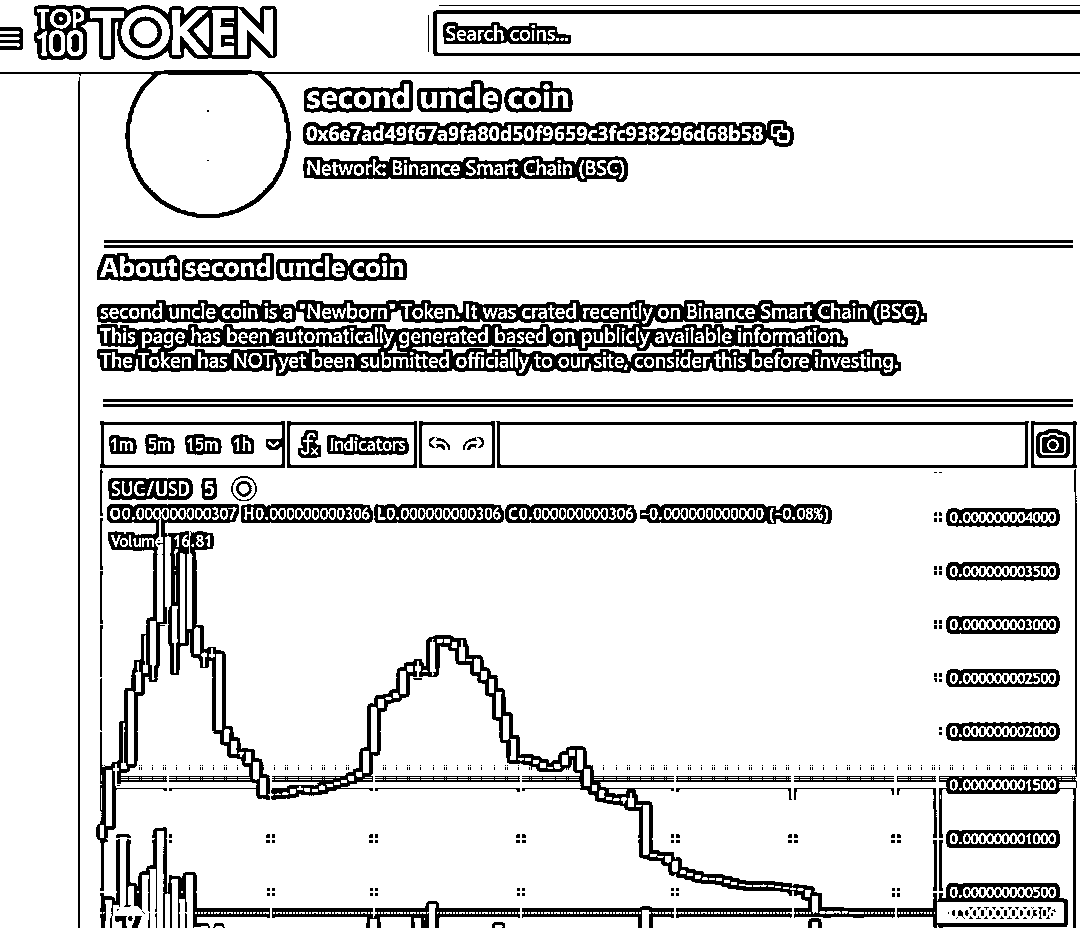 TOP 100 TOKEN
Search coins...
second uncle coin
0x6e7ad49f67a9fa80d50f9659c3fc938296d68b58
Network: Binance Smart Chain (BSC)
About second uncle coin
second uncle coin is a "Newborn" Token. It was crated recently on Binance Smart Chain (BSC).
This page has been automatically generated based on publicly available information.
The Token has NOT yet been submitted officially to our site, consider this before investing.
1m 5m 15m 1h fx Indicators
SUC/USD 5
O0.000000000307 H0.000000000306 L0.000000000306 C0.000000000306 -0.000000000000 (-0.08%)
Volume 16.81
0.000000004000
0.000000003500
0.000000003000
0.000000002500
0.000000002000
0.000000001500
0.000000001000
0.000000000500
0.000000000306